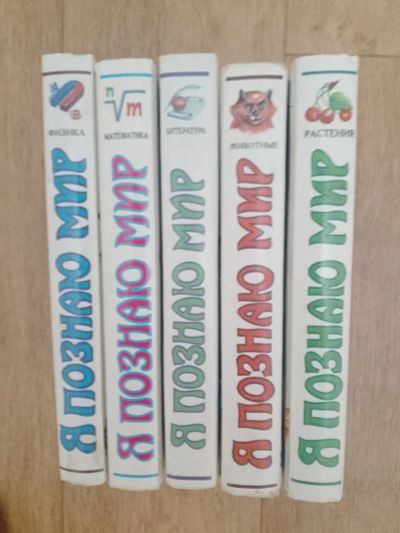 ФИЗИКА
Я ПОЗНАЮ МИР
n√m
МАТЕМАТИКА
Я ПОЗНАЮ МИР
ЛИТЕРАТУРА
Я ПОЗНАЮ МИР
ЖИВОТНЫЕ
Я ПОЗНАЮ МИР
РАСТЕНИЯ
Я ПОЗНАЮ МИР